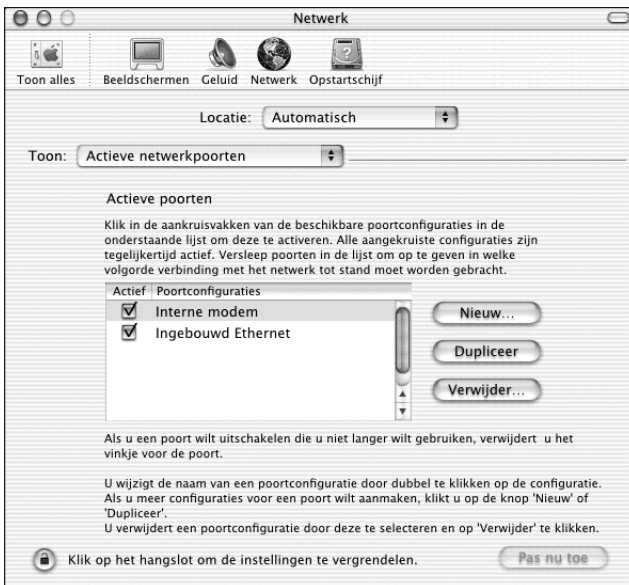 Netwerk
Toon alles Beeldschermen Geluid Netwerk Opstartschijf
Locatie: Automatisch
Toon: Actieve netwerkpoorten
Actieve poorten
Klik in de aankruisvakken van de beschikbare poortconfiguraties in de
onderstaande lijst om deze te activeren. Alle aangekruiste configuraties zijn
tegelijkertijd actief. Versleep poorten in de lijst om op te geven in welke
volgorde verbinding met het netwerk tot stand moet worden gebracht.
Actief Poortconfiguraties
Interne modem
Ingebouwd Ethernet
Nieuw...
Dupliceer
Verwijder...
Als u een poort wilt uitschakelen die u niet langer wilt gebruiken, verwijdert u het
vinkje voor de poort.
U wijzigt de naam van een poortconfiguratie door dubbel te klikken op de configuratie.
Als u meer configuraties voor een poort wilt aanmaken, klikt u op de knop 'Nieuw' of
'Dupliceer'.
U verwijdert een poortconfiguratie door deze te selecteren en op 'Verwijder' te klikken.
Klik op het hangslot om de instellingen te vergrendelen.
Pas nu toe